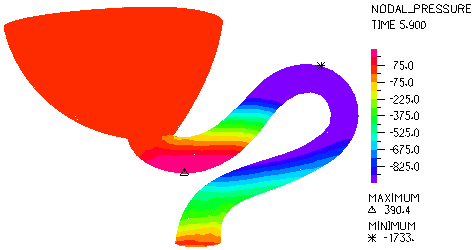 NODAL_PRESSURE
TIME 5.900
75.0
-75.00
-225.0
-375.0
-525.0
-675.0
-825.0
MAXIMUM
△ 390.4
MINIMUM
✳ -1733.